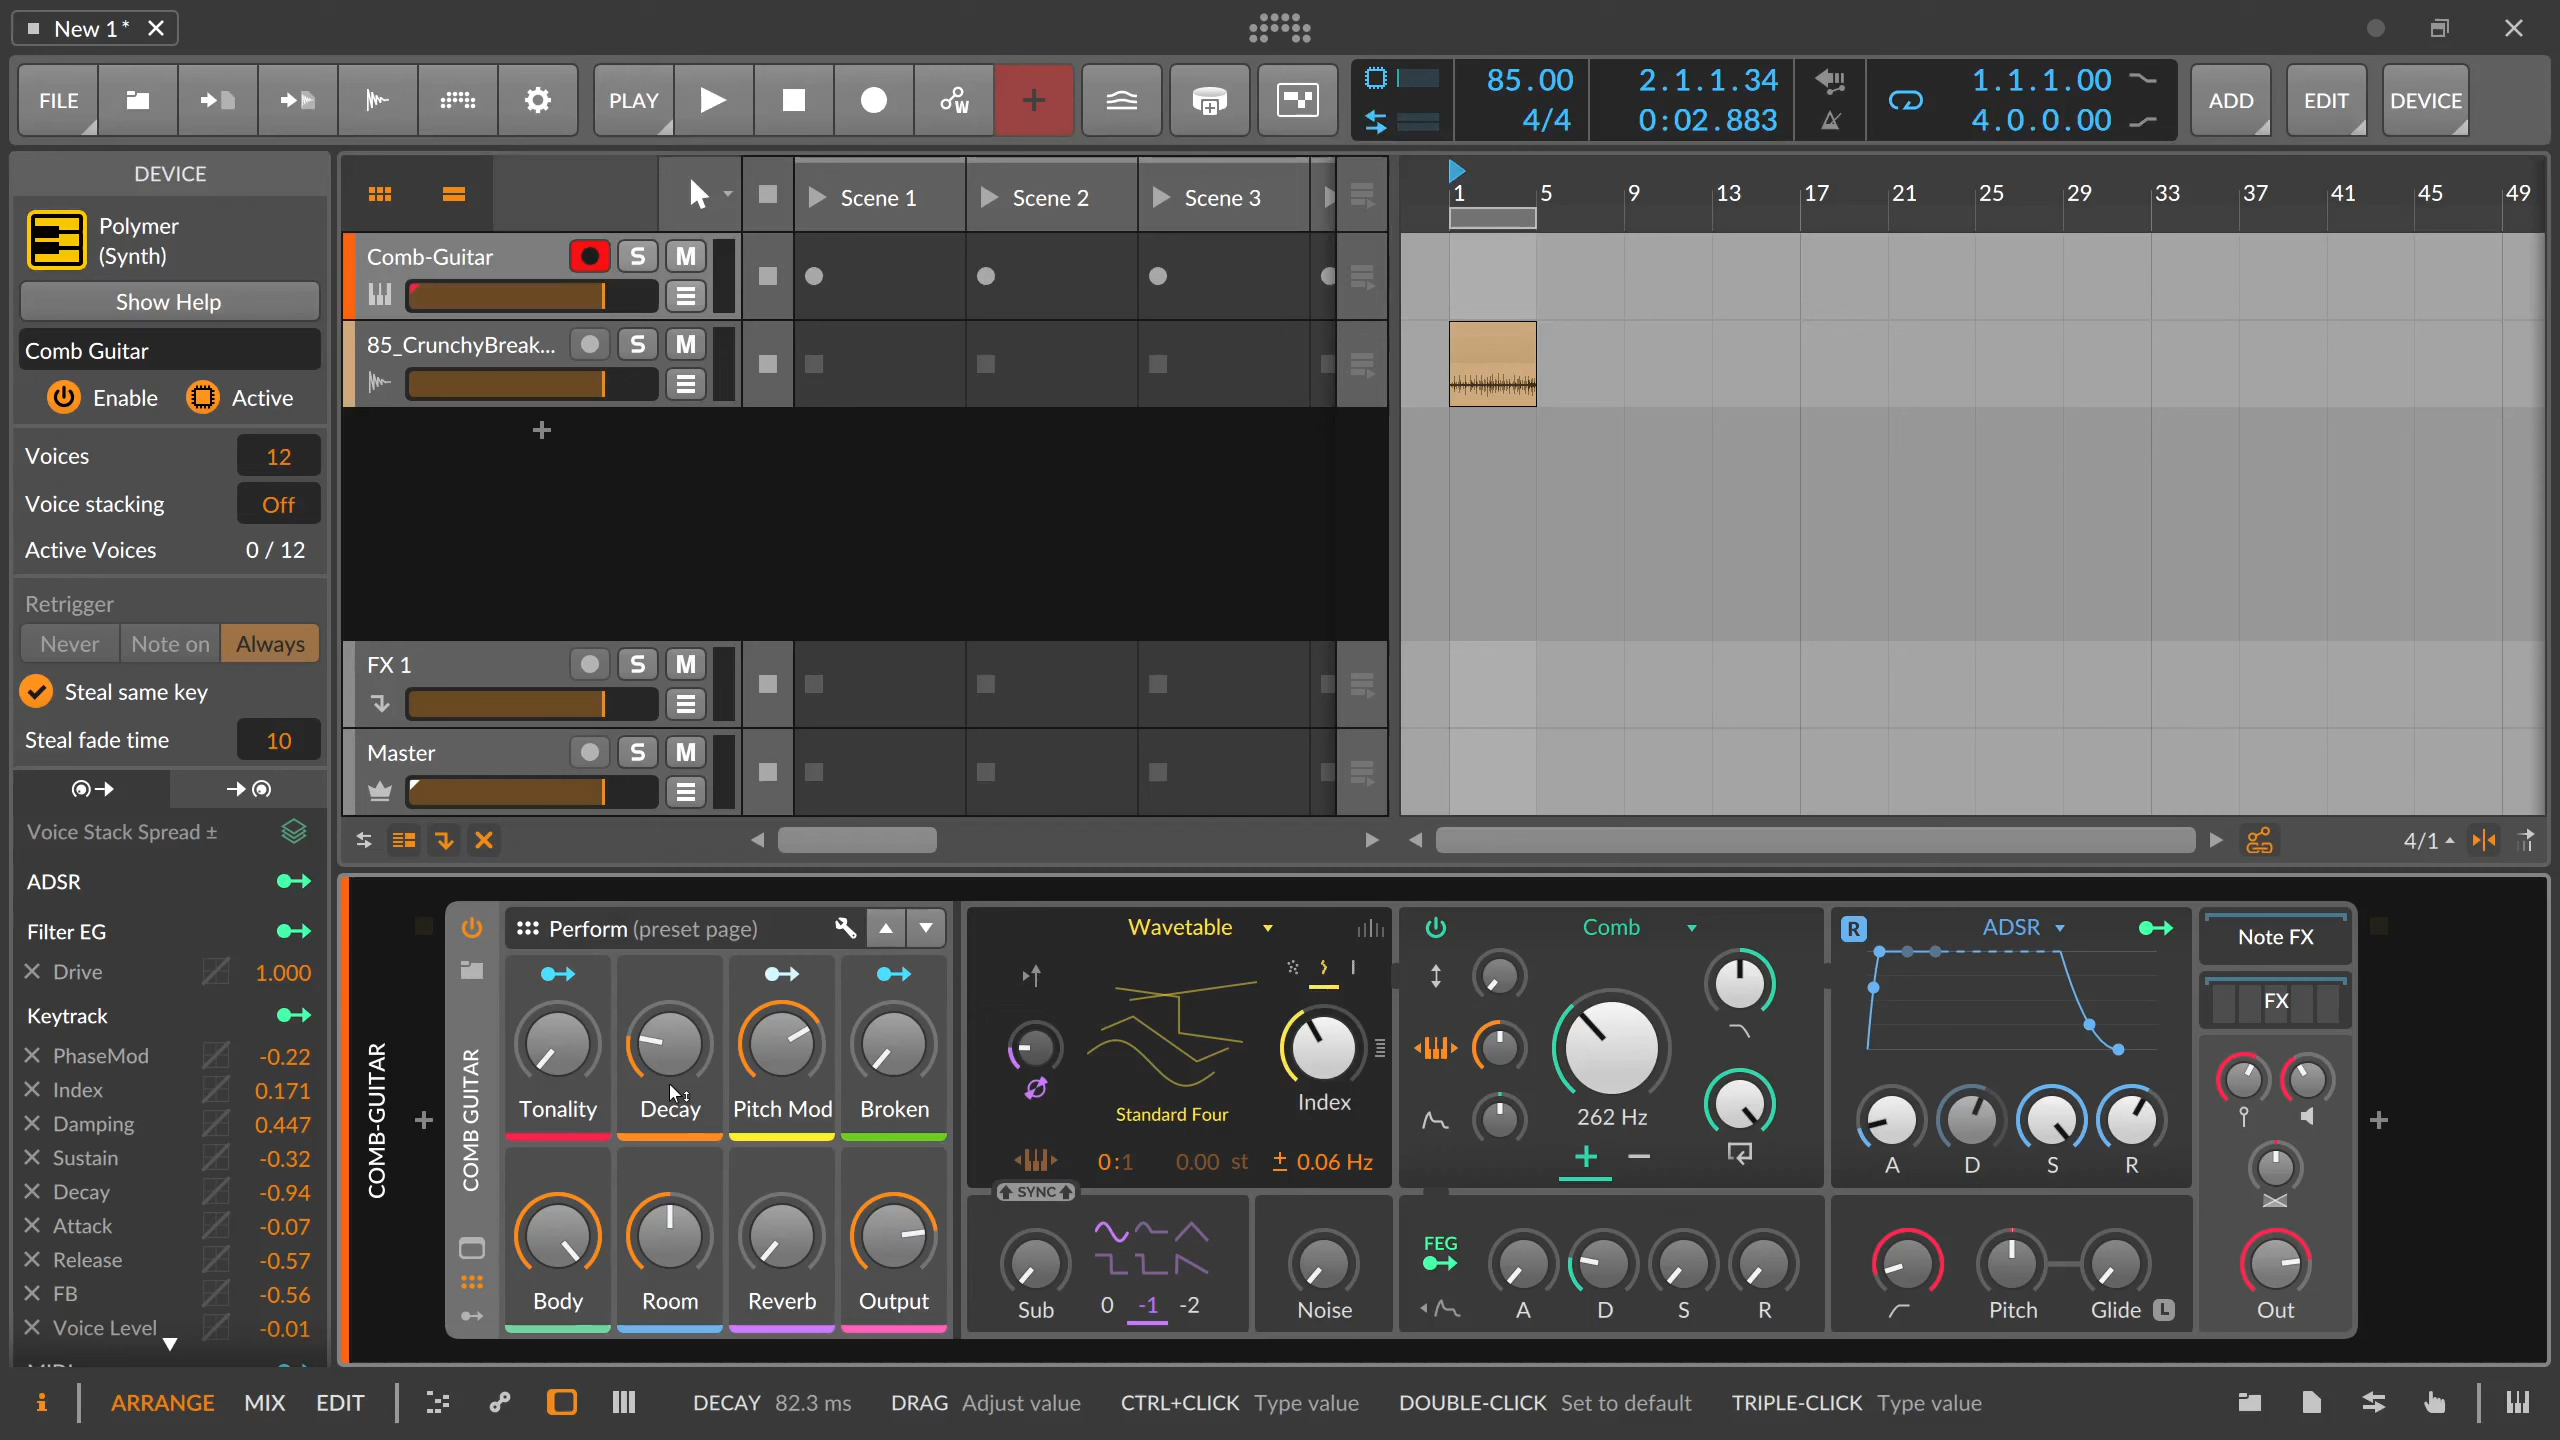 New 1*
FILE
PLAY
85.00
4/4
2.1.1.34
0:02.883
1.1.1.00
4.0.0.00
ADD
EDIT
DEVICE
DEVICE
Polymer
(Synth)
Show Help
Comb Guitar
Enable
Active
Voices
12
Voice stacking
Off
Active Voices
0 / 12
Retrigger
Never
Note on
Always
Steal same key
Steal fade time
10
Voice Stack Spread ±
ADSR
Filter EG
Drive
1.000
Keytrack
PhaseMod
-0.22
Index
0.171
Damping
0.447
Sustain
-0.32
Decay
-0.94
Attack
-0.07
Release
-0.57
FB
-0.56
Voice Level
-0.01
Scene 1
Scene 2
Scene 3
Comb-Guitar
S
M
85_CrunchyBreak...
S
M
FX 1
S
M
Master
S
M
1
5
9
13
17
21
25
29
33
37
41
45
49
4/1
COMB-GUITAR
COMB GUITAR
Perform (preset page)
Tonality
Decay
Pitch Mod
Broken
Body
Room
Reverb
Output
Wavetable
Standard Four
Index
0:1
0.00 st
± 0.06 Hz
SYNC
Sub
0
-1
-2
Noise
Comb
262 Hz
FEG
A
D
S
R
R
ADSR
A
D
S
R
Pitch
Glide
L
Note FX
FX
Out
i
ARRANGE
MIX
EDIT
DECAY 82.3 ms
DRAG Adjust value
CTRL+CLICK Type value
DOUBLE-CLICK Set to default
TRIPLE-CLICK Type value